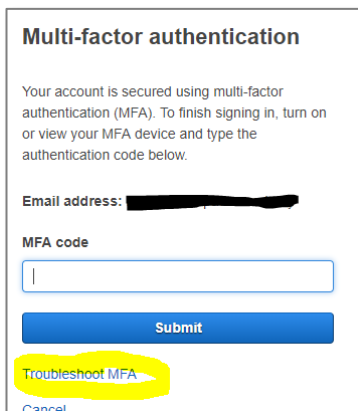 Multi-factor authentication
Your account is secured using multi-factor
authentication (MFA). To finish signing in, turn on
or view your MFA device and type the
authentication code below.
Email address:
MFA code
Submit
Troubleshoot MFA
Cancel